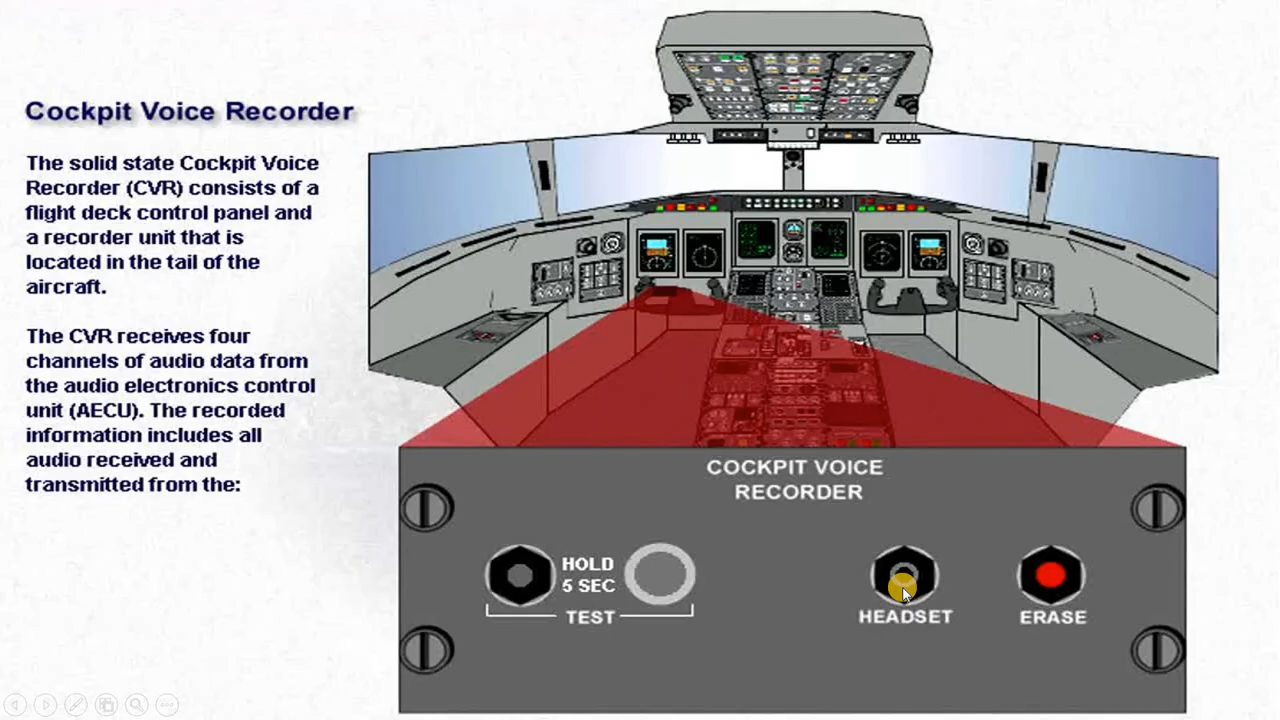 Cockpit Voice Recorder
The solid state Cockpit Voice
Recorder (CVR) consists of a
flight deck control panel and
a recorder unit that is
located in the tail of the
aircraft.
The CVR receives four
channels of audio data from
the audio electronics control
unit (AECU). The recorded
information includes all
audio received and
transmitted from the:
COCKPIT VOICE
RECORDER
HOLD
5 SEC
TEST
HEADSET
ERASE